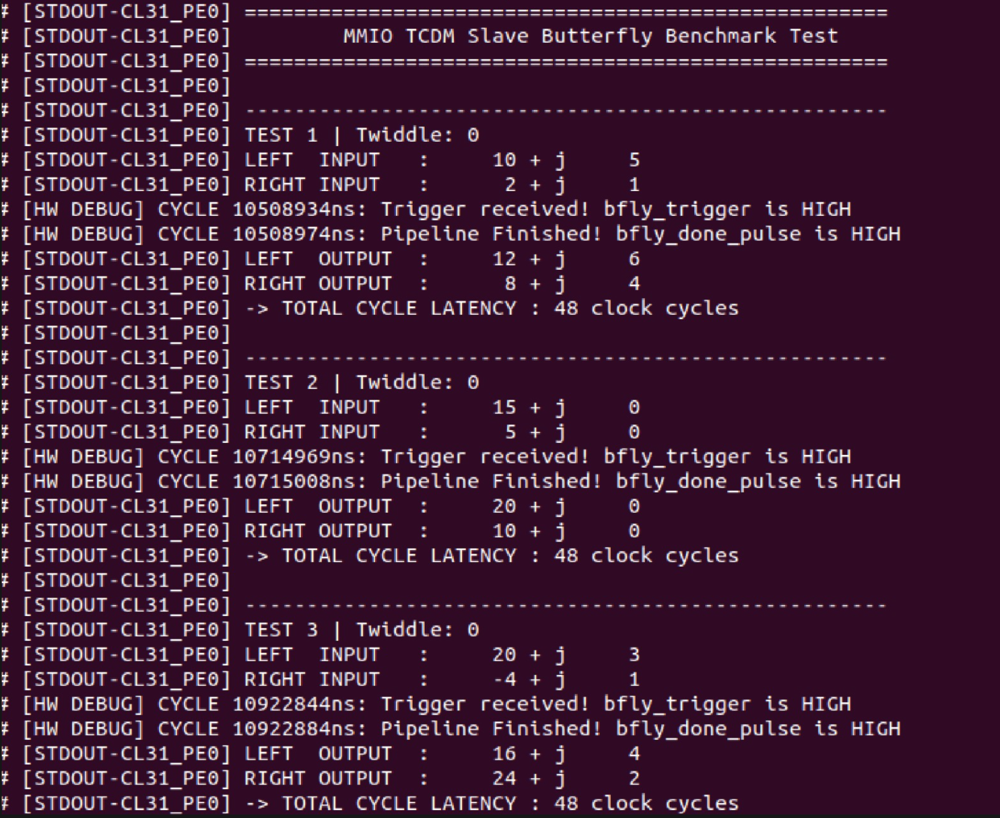 # [STDOUT-CL31_PE0] ====================================================
# [STDOUT-CL31_PE0]         MMIO TCDM Slave Butterfly Benchmark Test
# [STDOUT-CL31_PE0] ====================================================
# [STDOUT-CL31_PE0]
# [STDOUT-CL31_PE0] ----------------------------------------------------
# [STDOUT-CL31_PE0] TEST 1 | Twiddle: 0
# [STDOUT-CL31_PE0] LEFT  INPUT   :     10 + j     5
# [STDOUT-CL31_PE0] RIGHT INPUT   :      2 + j     1
# [HW DEBUG] CYCLE 10508934ns: Trigger received! bfly_trigger is HIGH
# [HW DEBUG] CYCLE 10508974ns: Pipeline Finished! bfly_done_pulse is HIGH
# [STDOUT-CL31_PE0] LEFT  OUTPUT  :     12 + j     6
# [STDOUT-CL31_PE0] RIGHT OUTPUT  :      8 + j     4
# [STDOUT-CL31_PE0] -> TOTAL CYCLE LATENCY : 48 clock cycles
# [STDOUT-CL31_PE0]
# [STDOUT-CL31_PE0] ----------------------------------------------------
# [STDOUT-CL31_PE0] TEST 2 | Twiddle: 0
# [STDOUT-CL31_PE0] LEFT  INPUT   :     15 + j     0
# [STDOUT-CL31_PE0] RIGHT INPUT   :      5 + j     0
# [HW DEBUG] CYCLE 10714969ns: Trigger received! bfly_trigger is HIGH
# [HW DEBUG] CYCLE 10715008ns: Pipeline Finished! bfly_done_pulse is HIGH
# [STDOUT-CL31_PE0] LEFT  OUTPUT  :     20 + j     0
# [STDOUT-CL31_PE0] RIGHT OUTPUT  :     10 + j     0
# [STDOUT-CL31_PE0] -> TOTAL CYCLE LATENCY : 48 clock cycles
# [STDOUT-CL31_PE0]
# [STDOUT-CL31_PE0] ----------------------------------------------------
# [STDOUT-CL31_PE0] TEST 3 | Twiddle: 0
# [STDOUT-CL31_PE0] LEFT  INPUT   :     20 + j     3
# [STDOUT-CL31_PE0] RIGHT INPUT   :     -4 + j     1
# [HW DEBUG] CYCLE 10922844ns: Trigger received! bfly_trigger is HIGH
# [HW DEBUG] CYCLE 10922884ns: Pipeline Finished! bfly_done_pulse is HIGH
# [STDOUT-CL31_PE0] LEFT  OUTPUT  :     16 + j     4
# [STDOUT-CL31_PE0] RIGHT OUTPUT  :     24 + j     2
# [STDOUT-CL31_PE0] -> TOTAL CYCLE LATENCY : 48 clock cycles